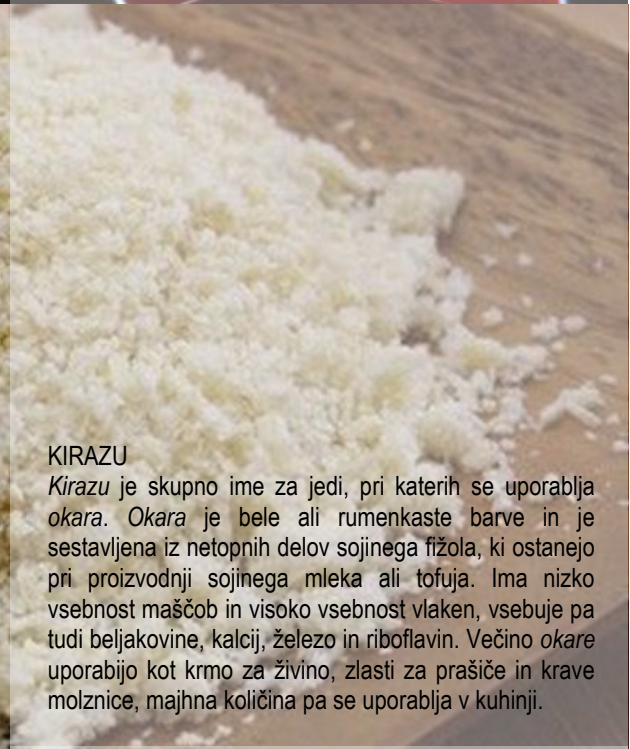 KIRAZU
Kirazu je skupno ime za jedi, pri katerih se uporablja
okara. Okara je bele ali rumenkaste barve in je
sestavljena iz netopnih delov sojinega fižola, ki ostanejo
pri proizvodnji sojinega mleka ali tofuja. Ima nizko
vsebnost maščob in visoko vsebnost vlaken, vsebuje pa
tudi beljakovine, kalcij, železo in riboflavin. Večino okare
uporabijo kot krmo za živino, zlasti za prašiče in krave
molznice, majhna količina pa se uporablja v kuhinji.